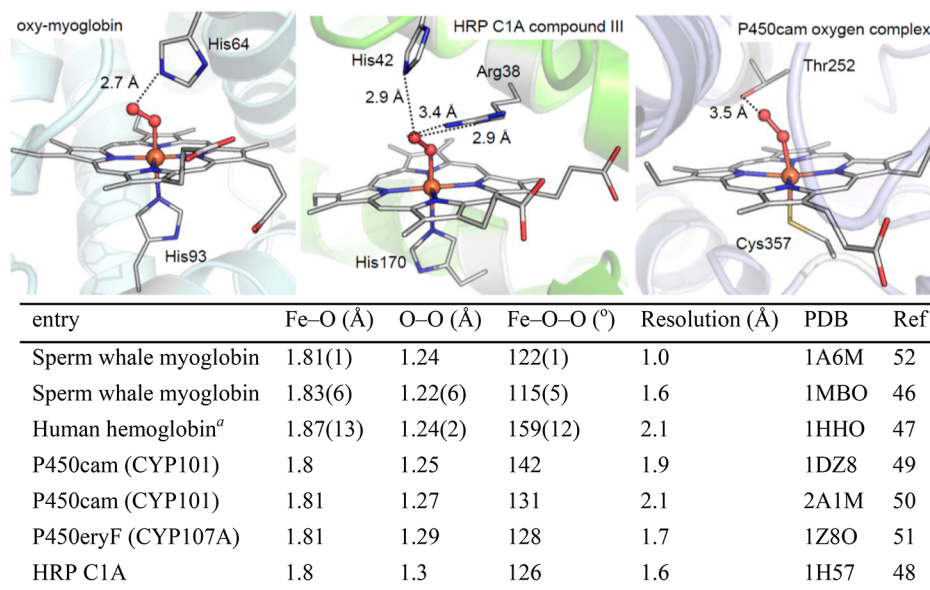 oxy-myoglobin
His64
2.7 Å
His93
HRP C1A compound III
His42
Arg38
2.9 Å
3.4 Å
2.9 Å
His170
P450cam oxygen complex
Thr252
3.5 Å
Cys357
entry Fe–O (Å) O–O (Å) Fe–O–O (º) Resolution (Å) PDB Ref
Sperm whale myoglobin 1.81(1) 1.24 122(1) 1.0 1A6M 52
Sperm whale myoglobin 1.83(6) 1.22(6) 115(5) 1.6 1MBO 46
Human hemoglobinᵃ 1.87(13) 1.24(2) 159(12) 2.1 1HHO 47
P450cam (CYP101) 1.8 1.25 142 1.9 1DZ8 49
P450cam (CYP101) 1.81 1.27 131 2.1 2A1M 50
P450eryF (CYP107A) 1.81 1.29 128 1.7 1Z8O 51
HRP C1A 1.8 1.3 126 1.6 1H57 48